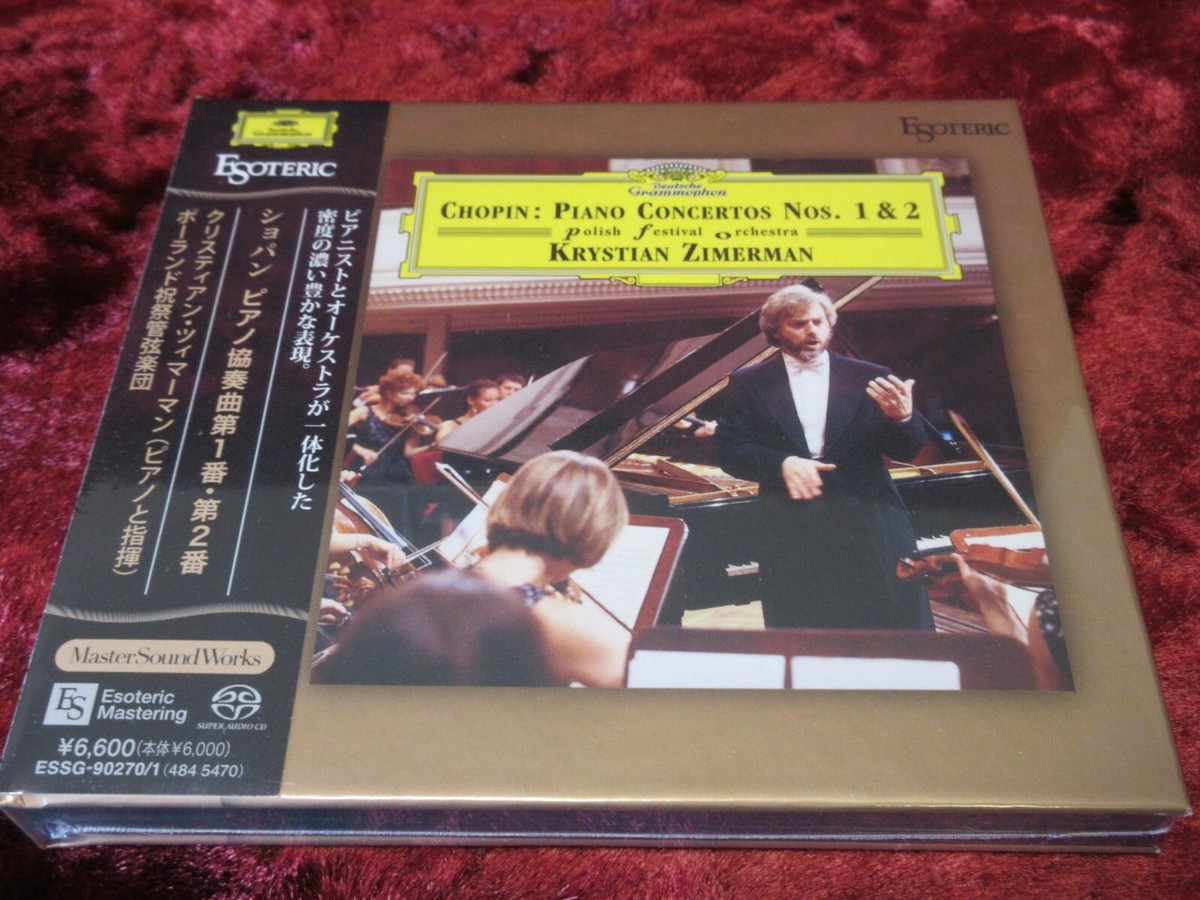 Deutsche
Grammophon
ESOTERIC
ピアニストとオーケストラが一体化した
密度の濃い豊かな表現。
ショパン ピアノ協奏曲第1番・第2番
クリスティアン・ツィマーマン(ピアノと指揮)
ポーランド祝祭管弦楽団
MasterSoundWorks
ES
Esoteric
Mastering
SUPER AUDIO CD
¥6,600(本体¥6,000)
ESSG-90270/1(484 5470)
ESOTERIC
Deutsche
Grammophon
CHOPIN: PIANO CONCERTOS NOS. 1 & 2
polish festival orchestra
KRYSTIAN ZIMERMAN